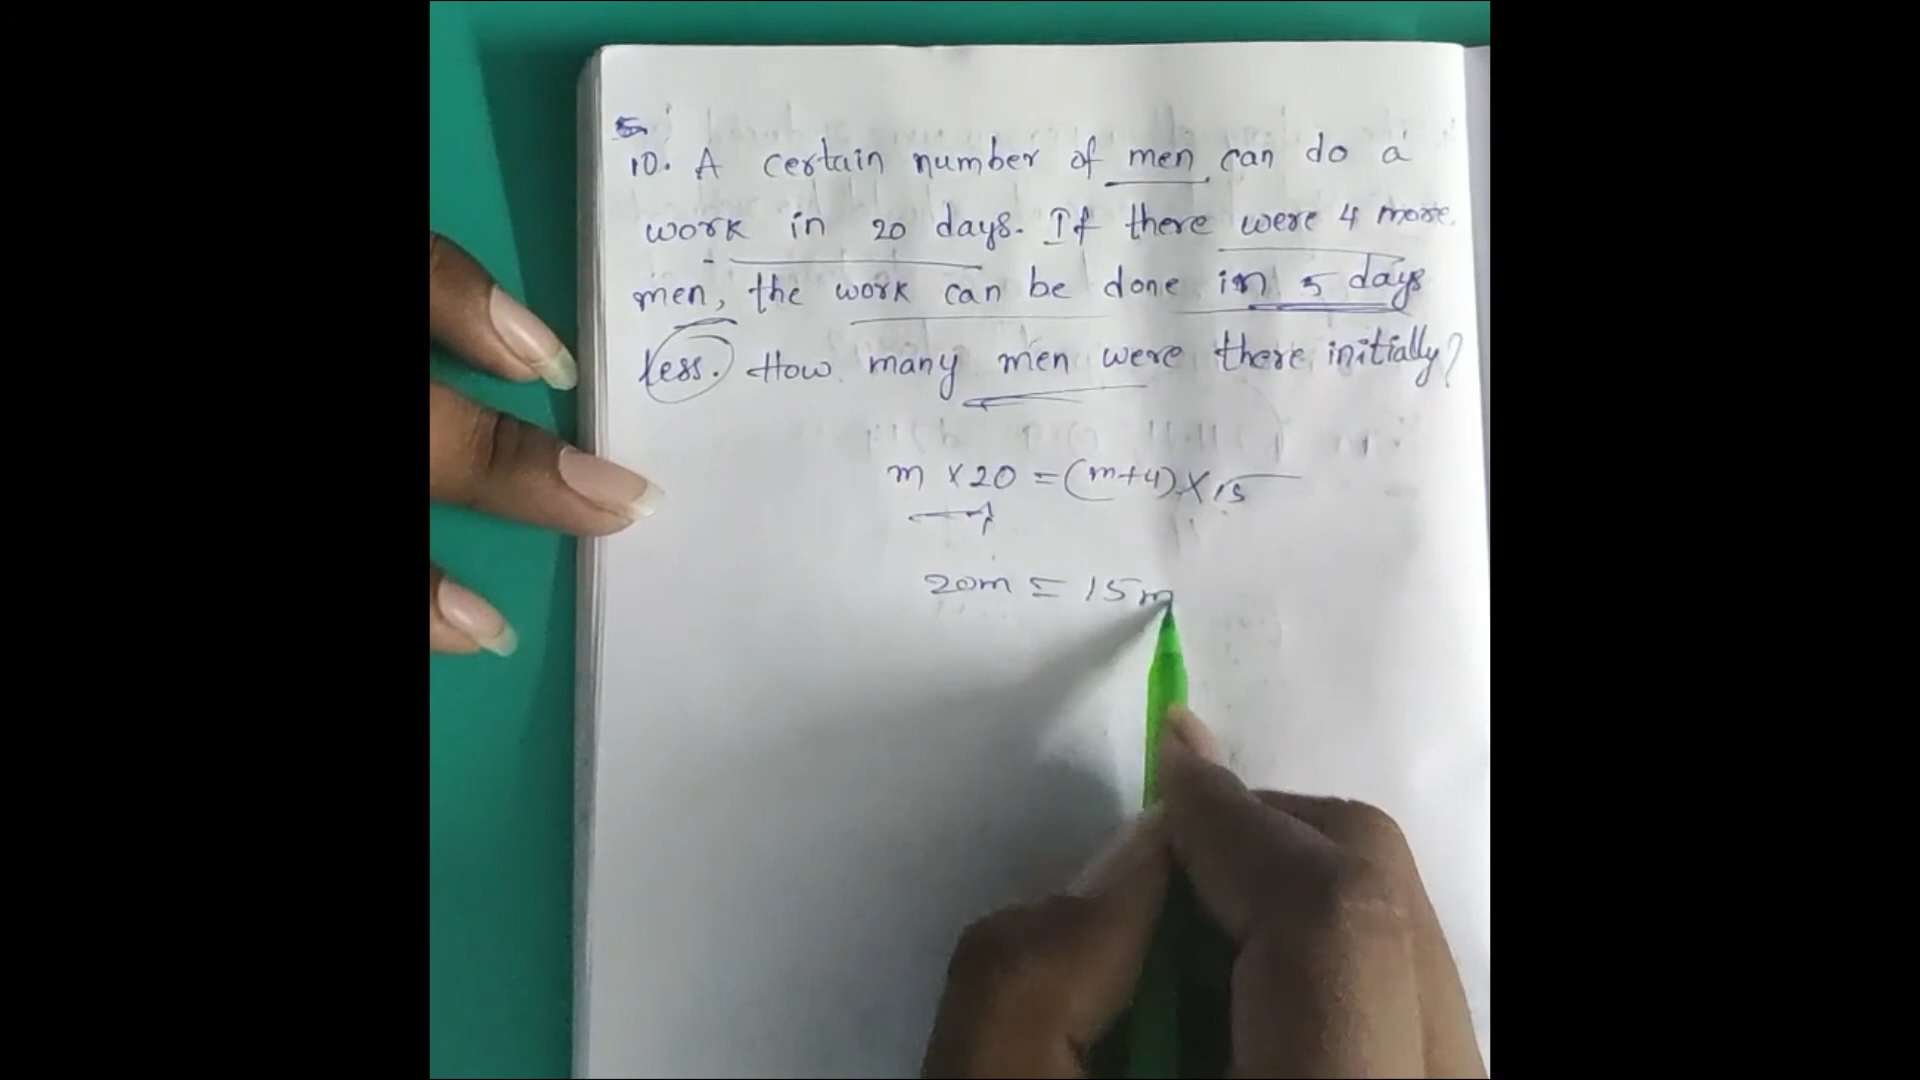 10. A certain number of men can do a
work in 20 days. If there were 4 more
men, the work can be done in 5 days
less. How many men were there initially?
m × 20 = (m+4) × 15
20m = 15m